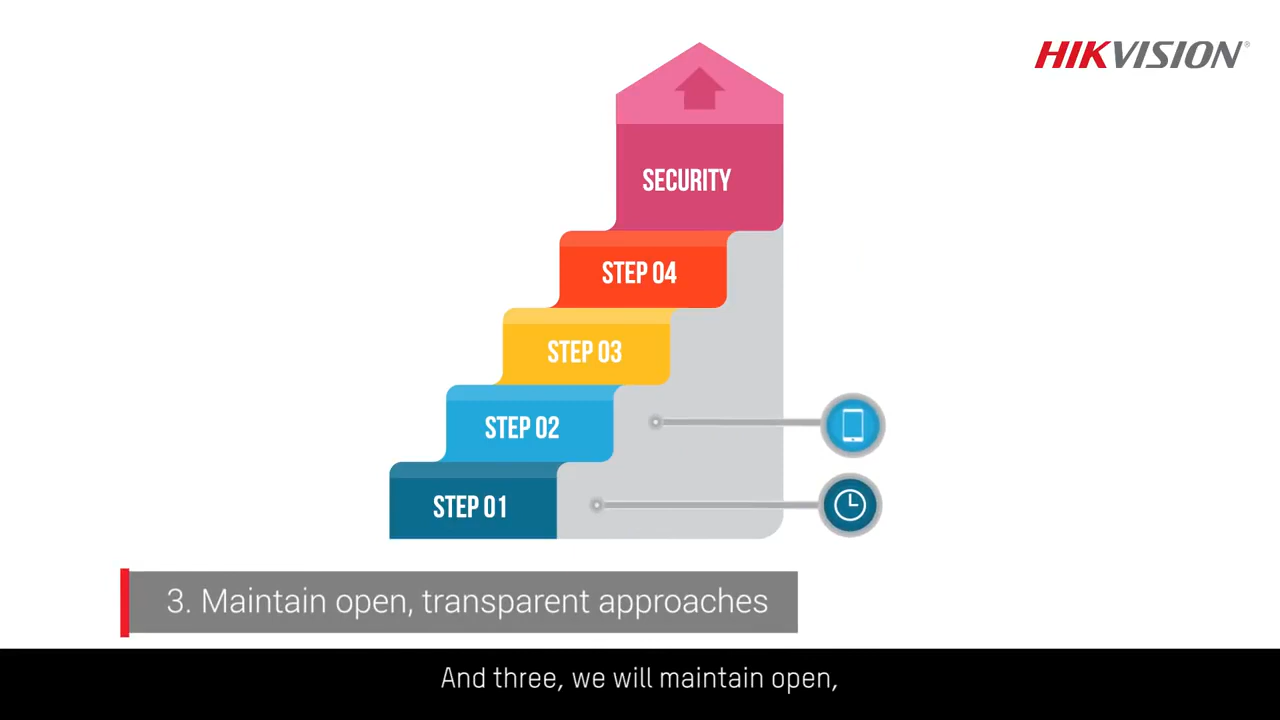 HIKVISION®
SECURITY
STEP 04
STEP 03
STEP 02
STEP 01
3. Maintain open, transparent approaches
And three, we will maintain open,